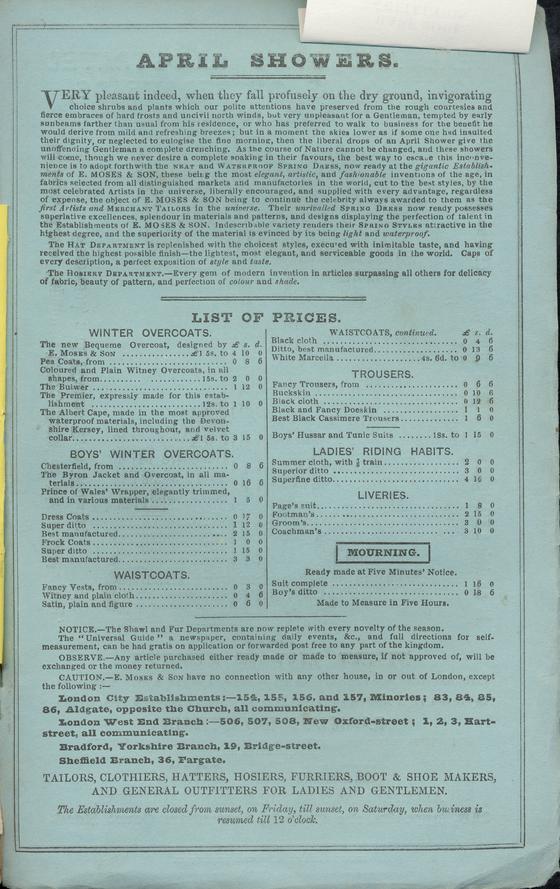 APRIL SHOWERS.
VERY pleasant indeed, when they fall profusely on the dry ground, invigorating
choice shrubs and plants which our polite attentions have preserved from the rough courtesies and
fierce embraces of hard frosts and uncivil north winds, but very unpleasant for a Gentleman, tempted by early
sunbeams farther than usual from his residence, or who has preferred to walk to business for the benefit he
would derive from mild and refreshing breezes; but in a moment the skies lower as if some one had insulted
their dignity, or neglected to eulogise the fine morning, then the liberal drops of an April Shower give the
unoffending Gentleman a complete drenching. As the course of Nature cannot be changed, and these showers
will come, though we never desire a complete soaking in their favours, the best way to escape this inconve-
nience is to adopt forthwith the NEAT and WATERPROOF SPRING DRESS, now ready at the gigantic Establish-
ments of E. MOSES & SON, these being the most elegant, artistic, and fashionable inventions of the age, in
fabrics selected from all distinguished markets and manufactories in the world, cut to the best styles, by the
most celebrated Artists in the Universe, liberally encouraged, and supplied with every advantage, regardless
of expense, the object of E. MOSES & SON being to continue the celebrity always awarded to them as the
first Artists and MERCHANT TAILORS in the universe. Their unrivalled SPRING DRESS now ready possesses
superlative excellences, splendour in materials and patterns, and designs displaying the perfection of talent in
the Establishments of E. MOSES & SON. Indescribable variety renders their SPRING STYLES attractive in the
highest degree, and the superiority of the material is evinced by its being light and waterproof.
The HAT DEPARTMENT is replenished with the choicest styles, executed with inimitable taste, and having
received the highest possible finish—the lightest, most elegant, and serviceable goods in the world. Caps of
every description, a perfect exposition of style and taste.
The HOSIERY DEPARTMENT.—Every gem of modern invention in articles surpassing all others for delicacy
of fabric, beauty of pattern, and perfection of colour and shade.
LIST OF PRICES.
WINTER OVERCOATS.
The new Bequeme Overcoat, designed by £ s. d.
E. MOSES & SON ............ £1 5s. to 4 10 0
Pea Coats, from ............ 0 8 6
Coloured and Plain Witney Overcoats, in all
shapes, from............ 15s. to 2 0 0
The Bulwer ............ 1 12 0
The Premier, expressly made for this estab-
lishment ............ 12s. to 1 10 0
The Albert Cape, made in the most approved
waterproof materials, including the Devon-
shire Kersey, lined throughout, and velvet
collar............ £1 5s. to 3 15 0
BOYS' WINTER OVERCOATS.
Chesterfield, from ............ 0 8 6
The Byron Jacket and Overcoat, in all ma-
terials............ 0 16 6
Prince of Wales' Wrapper, elegantly trimmed,
and in various materials ............ 1 5 0
Dress Coats ............ 0 17 0
Super ditto ............ 1 12 0
Best manufactured............ 2 15 0
Frock Coats ............ 1 0 0
Super ditto ............ 1 15 0
Best manufactured............ 3 3 0
WAISTCOATS.
Fancy Vests, from ............ 0 3 0
Witney and plain cloth............ 0 4 6
Satin, plain and figure ............ 0 6 0
WAISTCOATS, continued. £ s. d.
Black cloth ............ 0 4 6
Ditto, best manufactured............ 0 13 6
White Marcella ............ 4s. 6d. to 0 9 6
TROUSERS.
Fancy Trousers, from ............ 0 6 6
Buckskin ............ 0 10 6
Black cloth ............ 0 12 6
Black and Fancy Doeskin ............ 1 1 0
Best Black Cassimere Trousers............ 1 6 0
Boys' Hussar and Tunic Suits ........ 18s. to 1 15 0
LADIES' RIDING HABITS.
Summer cloth, with ½ train............ 2 0 0
Superior ditto ............ 3 0 0
Superfine ditto............ 4 16 0
LIVERIES.
Page's suit............ 1 8 0
Footman's ............ 2 15 0
Groom's............ 3 0 0
Coachman's ............ 3 10 0
MOURNING.
Ready made at Five Minutes' Notice.
Suit complete ............ 1 16 0
Boy's ditto ............ 0 18 6
Made to Measure in Five Hours.
NOTICE.—The Shawl and Fur Departments are now replete with every novelty of the season.
The "Universal Guide" a newspaper, containing daily events, &c., and full directions for self-
measurement, can be had gratis on application or forwarded post free to any part of the kingdom.
OBSERVE.—Any article purchased either ready made or made to measure, if not approved of, will be
exchanged or the money returned.
CAUTION.—E. MOSES & SON have no connection with any other house, in or out of London, except
the following :—
London City Establishments:—154, 155, 156, and 157, Minories; 83, 84, 85,
86, Aldgate, opposite the Church, all communicating.
London West End Branch:—506, 507, 508, New Oxford-street; 1, 2, 3, Hart-
street, all communicating.
Bradford, Yorkshire Branch, 19, Bridge-street.
Sheffield Branch, 36, Fargate.
TAILORS, CLOTHIERS, HATTERS, HOSIERS, FURRIERS, BOOT & SHOE MAKERS,
AND GENERAL OUTFITTERS FOR LADIES AND GENTLEMEN.
The Establishments are closed from sunset, on Friday, till sunset, on Saturday, when business is
resumed till 12 o'clock.